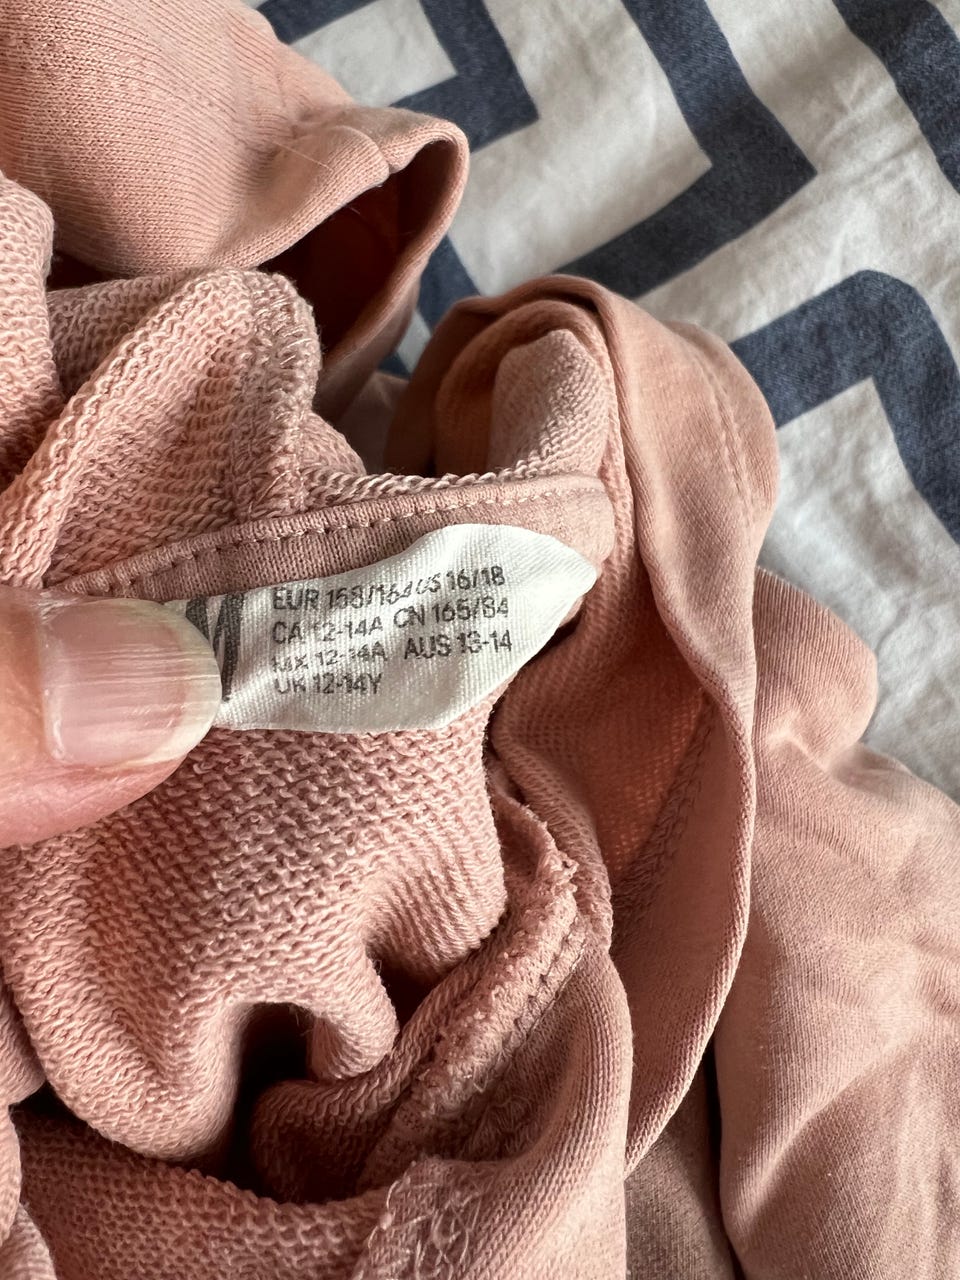 EUR 158/164 US 16/18
CA 12-14A CN 165/84
MX 12-14A AUS 13-14
UK 12-14Y